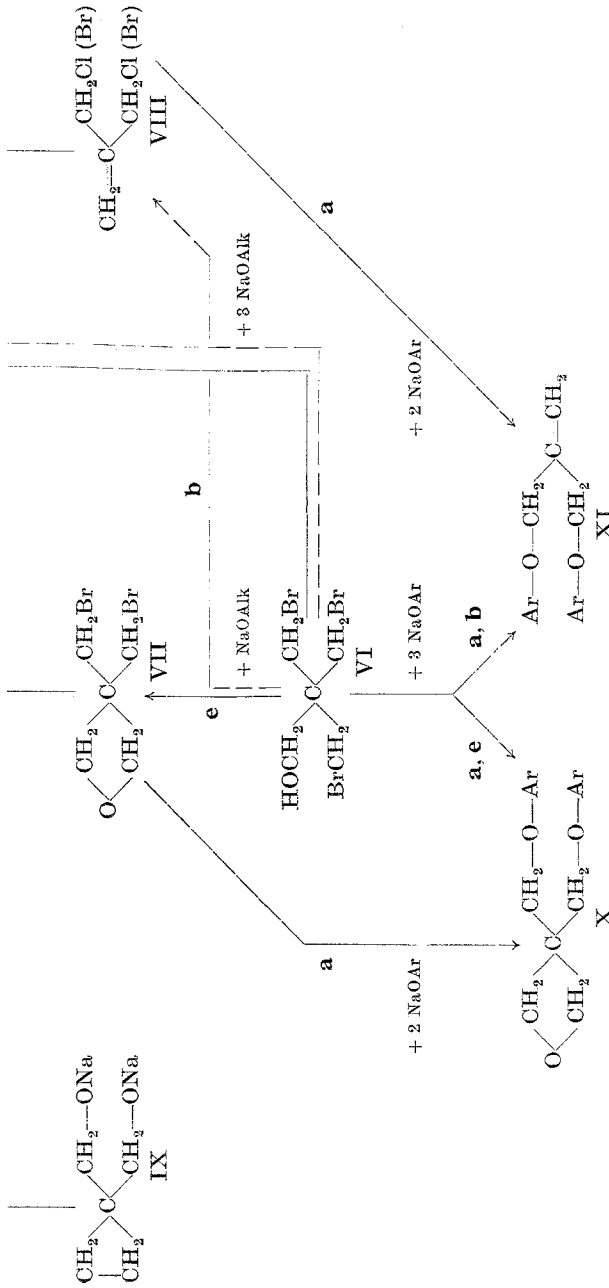 CH₂ CH₂—ONa
C
CH₂ CH₂—ONa
IX
CH₂ CH₂Br
O C
CH₂ CH₂Br
VII
CH₂Cl (Br)
CH₂=C
CH₂Cl (Br)
VIII
e + NaOAlk
b + 3 NaOAlk
HOCH₂ CH₂Br
C
BrCH₂ CH₂Br
VI
a
+ 2 NaOAr
+ 3 NaOAr
+ 2 NaOAr
a
a, e
a, b
CH₂ CH₂—O—Ar
O C
CH₂ CH₂—O—Ar
X
Ar—O—CH₂
C—CH₂
Ar—O—CH₂
XI